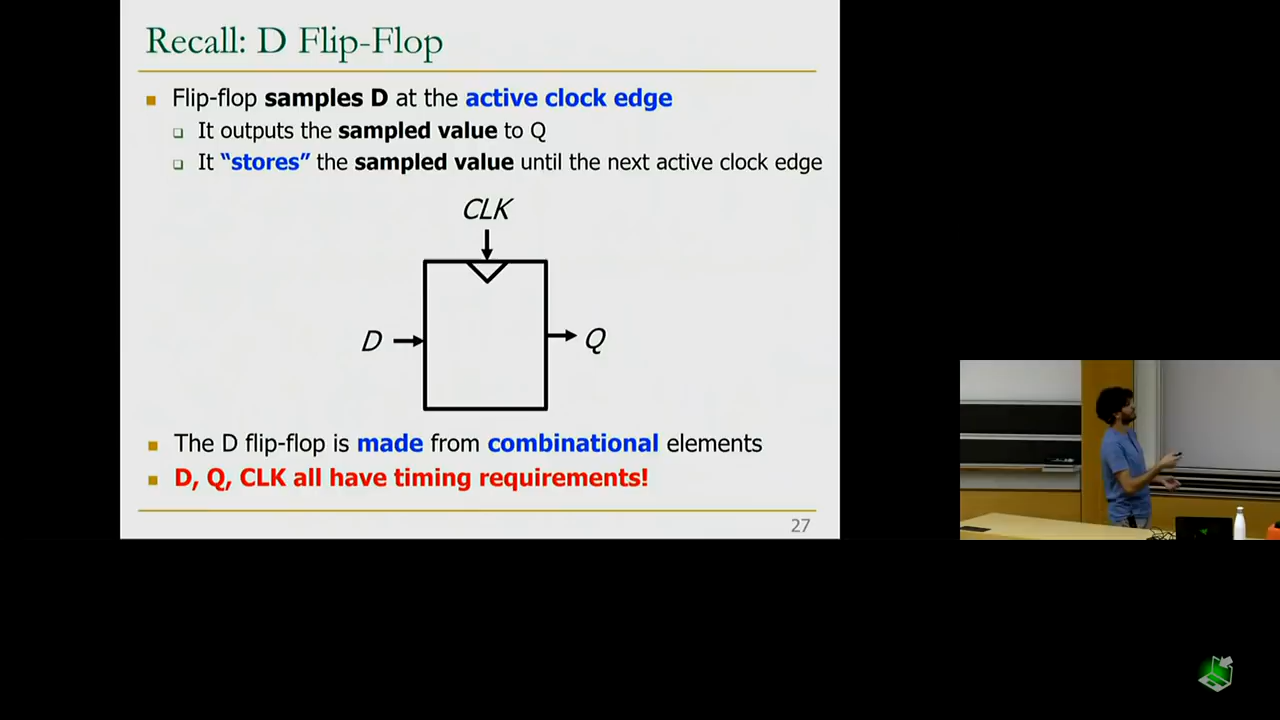 Recall: D Flip-Flop
Flip-flop samples D at the active clock edge
It outputs the sampled value to Q
It “stores” the sampled value until the next active clock edge
CLK
D
Q
The D flip-flop is made from combinational elements
D, Q, CLK all have timing requirements!
27